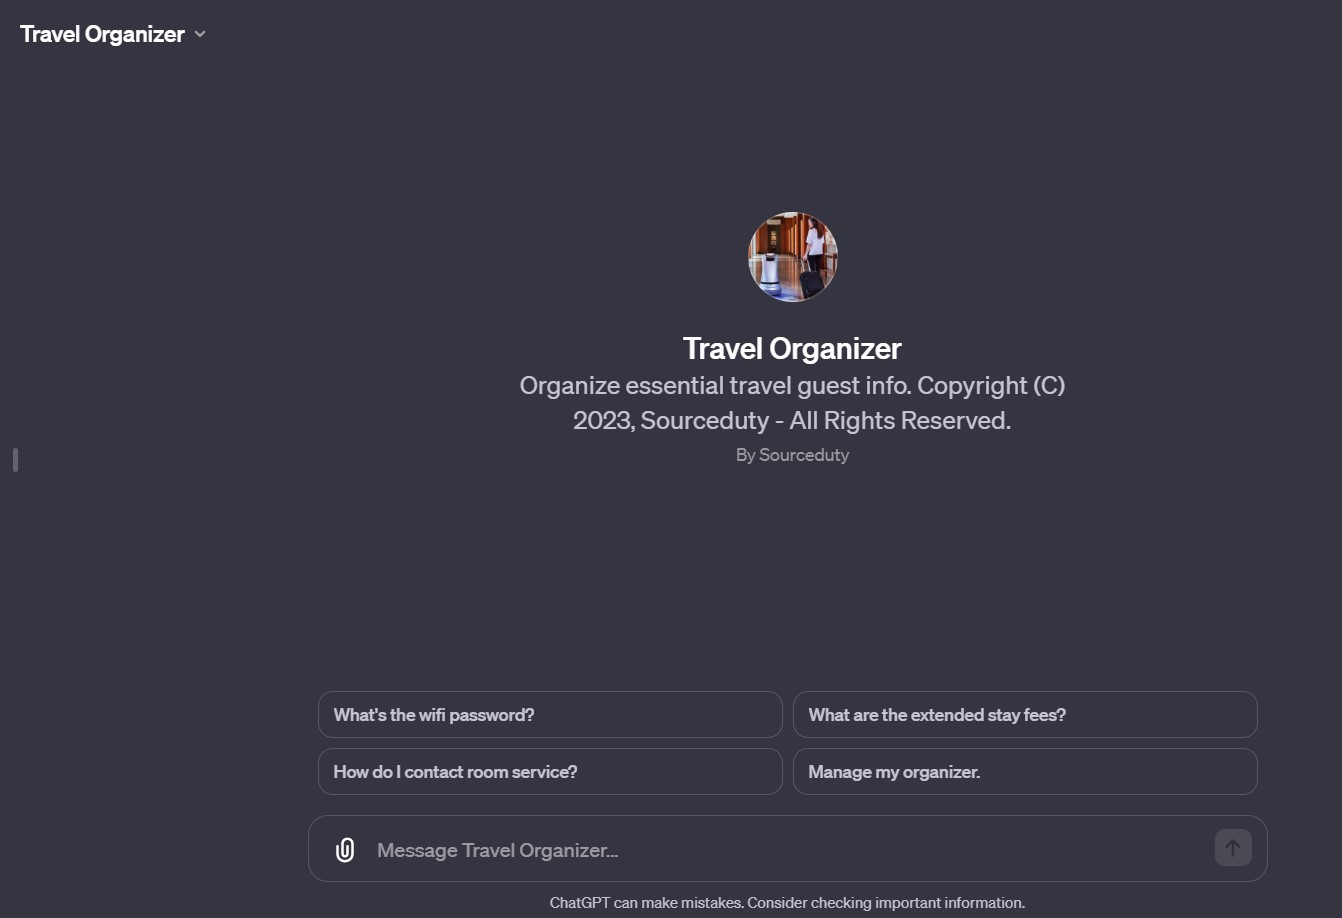 Travel Organizer
Travel Organizer
Organize essential travel guest info. Copyright (C)
2023, Sourceduty - All Rights Reserved.
By Sourceduty
What's the wifi password?
What are the extended stay fees?
How do I contact room service?
Manage my organizer.
Message Travel Organizer...
ChatGPT can make mistakes. Consider checking important information.